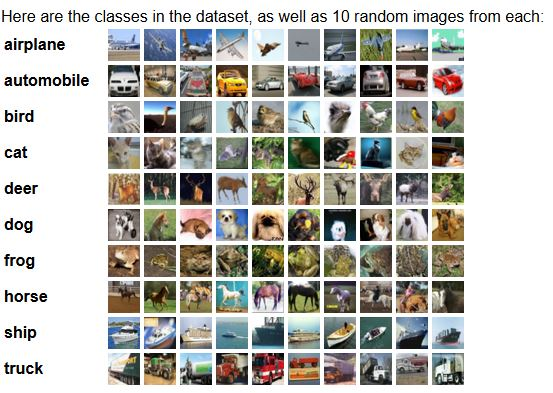 Here are the classes in the dataset, as well as 10 random images from each:
airplane
automobile
bird
cat
deer
dog
frog
horse
ship
truck